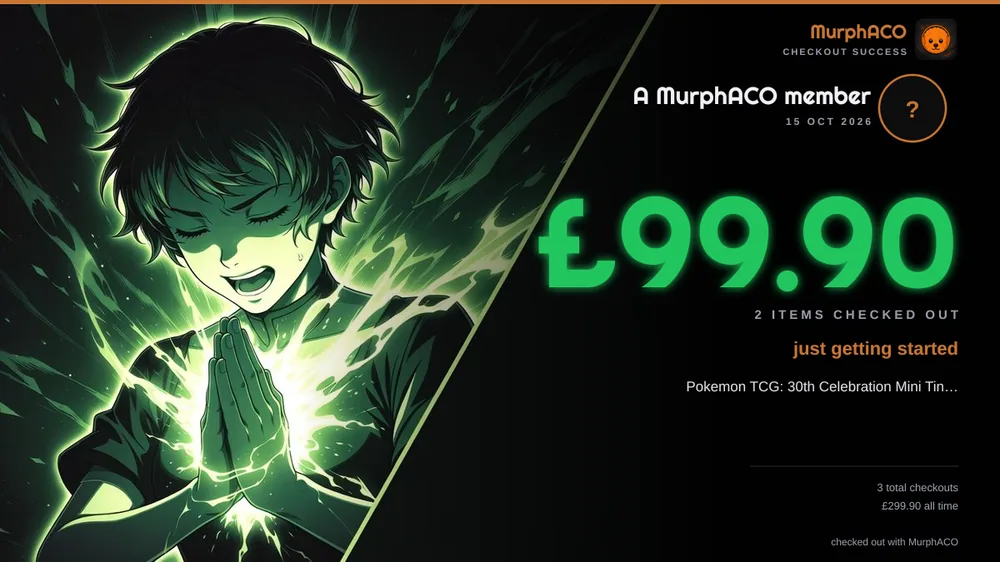 MurphACO
CHECKOUT SUCCESS
A MurphACO member
?
15 OCT 2026
£99.90
2 ITEMS CHECKED OUT
just getting started
Pokemon TCG: 30th Celebration Mini Tin…
3 total checkouts
£299.90 all time
checked out with MurphACO